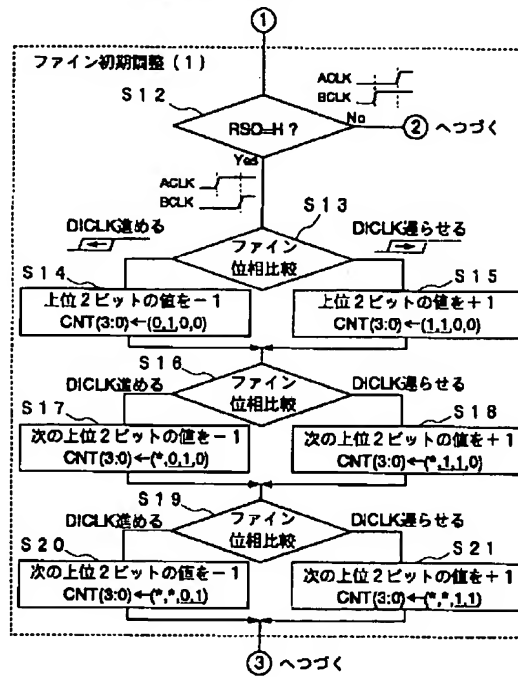 1
ファイン初期調整(1)
S12
ACLK
BCLK
RSO=H?
No
2 へつづく
Yes
ACLK
BCLK
S13
DICLK進める
DICLK遅らせる
ファイン
位相比較
S14
S15
上位2ビットの値を-1
CNT(3:0)←(0,1,0,0)
上位2ビットの値を+1
CNT(3:0)←(1,1,0,0)
S16
DICLK進める
DICLK遅らせる
ファイン
位相比較
S17
S18
次の上位2ビットの値を-1
CNT(3:0)←(*,0,1,0)
次の上位2ビットの値を+1
CNT(3:0)←(*,1,1,0)
S19
DICLK進める
DICLK遅らせる
ファイン
位相比較
S20
S21
次の上位2ビットの値を-1
CNT(3:0)←(*,*,0,1)
次の上位2ビットの値を+1
CNT(3:0)←(*,*,1,1)
3 へつづく